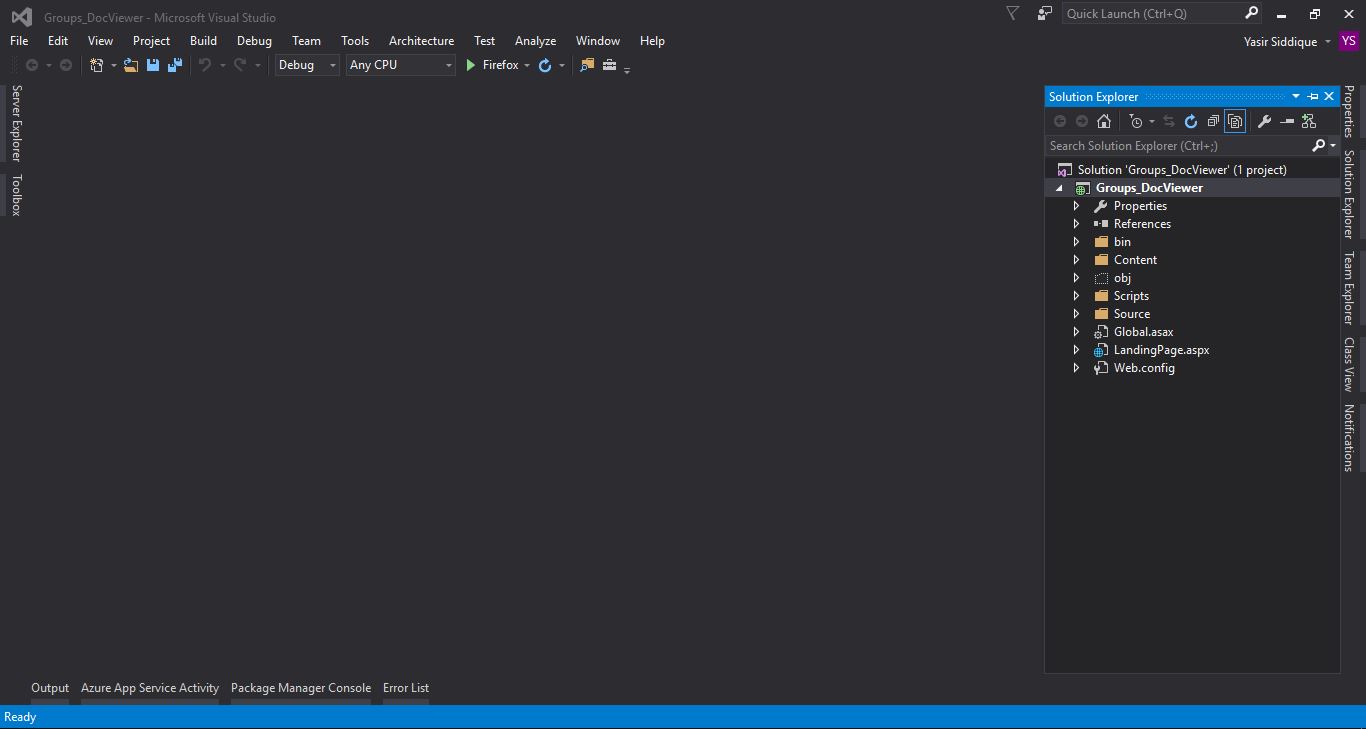 Groups_DocViewer - Microsoft Visual Studio
Quick Launch (Ctrl+Q)
File Edit View Project Build Debug Team Tools Architecture Test Analyze Window Help
Yasir Siddique YS
Debug Any CPU Firefox
Server Explorer
Toolbox
Solution Explorer
Search Solution Explorer (Ctrl+;)
Solution 'Groups_DocViewer' (1 project)
Groups_DocViewer
Properties
References
bin
Content
obj
Scripts
Source
Global.asax
LandingPage.aspx
Web.config
Properties
Solution Explorer
Team Explorer
Class View
Notifications
Output Azure App Service Activity Package Manager Console Error List
Ready